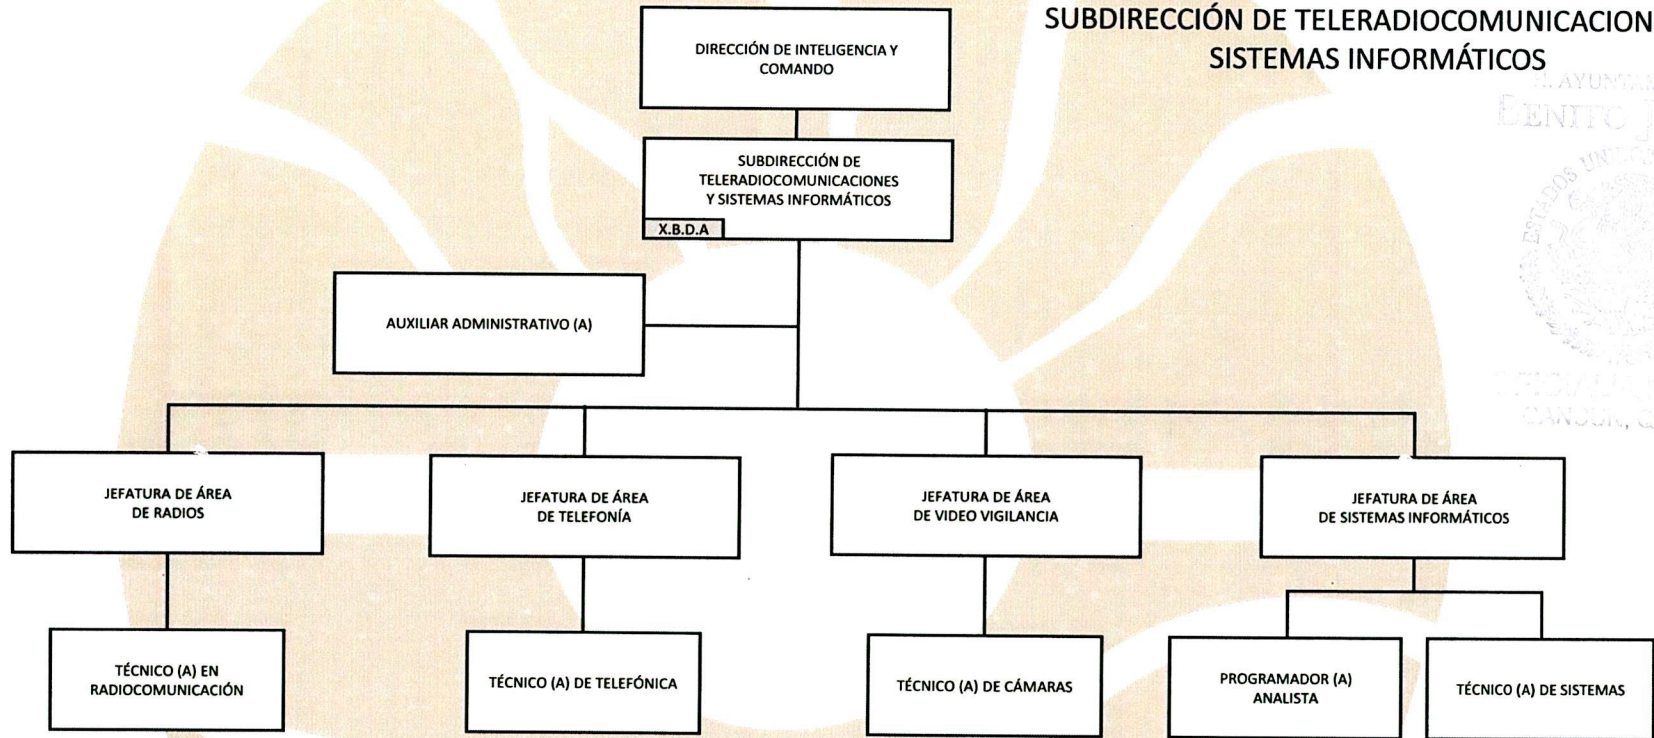 SUBDIRECCIÓN DE TELERADIOCOMUNICACION
SISTEMAS INFORMÁTICOS
DIRECCIÓN DE INTELIGENCIA Y
COMANDO
SUBDIRECCIÓN DE
TELERADIOCOMUNICACIONES
Y SISTEMAS INFORMÁTICOS
X.B.D.A
AUXILIAR ADMINISTRATIVO (A)
JEFATURA DE ÁREA
DE RADIOS
JEFATURA DE ÁREA
DE TELEFONÍA
JEFATURA DE ÁREA
DE VIDEO VIGILANCIA
JEFATURA DE ÁREA
DE SISTEMAS INFORMÁTICOS
TÉCNICO (A) EN
RADIOCOMUNICACIÓN
TÉCNICO (A) DE TELEFÓNICA
TÉCNICO (A) DE CÁMARAS
PROGRAMADOR (A)
ANALISTA
TÉCNICO (A) DE SISTEMAS
BENITO
ESTADOS